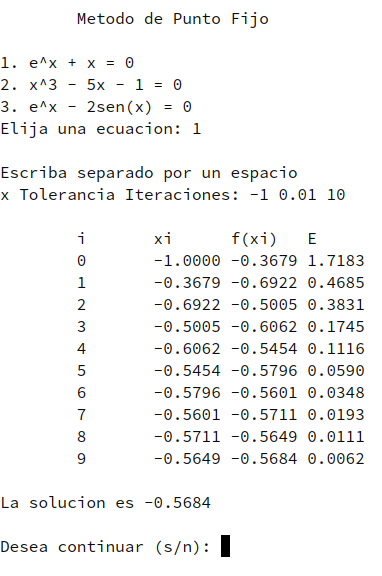 Metodo de Punto Fijo
1. e^x + x = 0
2. x^3 - 5x - 1 = 0
3. e^x - 2sen(x) = 0
Elija una ecuacion: 1
Escriba separado por un espacio
x Tolerancia Iteraciones: -1 0.01 10
i xi f(xi) E
0 -1.0000 -0.3679 1.7183
1 -0.3679 -0.6922 0.4685
2 -0.6922 -0.5005 0.3831
3 -0.5005 -0.6062 0.1745
4 -0.6062 -0.5454 0.1116
5 -0.5454 -0.5796 0.0590
6 -0.5796 -0.5601 0.0348
7 -0.5601 -0.5711 0.0193
8 -0.5711 -0.5649 0.0111
9 -0.5649 -0.5684 0.0062
La solucion es -0.5684
Desea continuar (s/n):